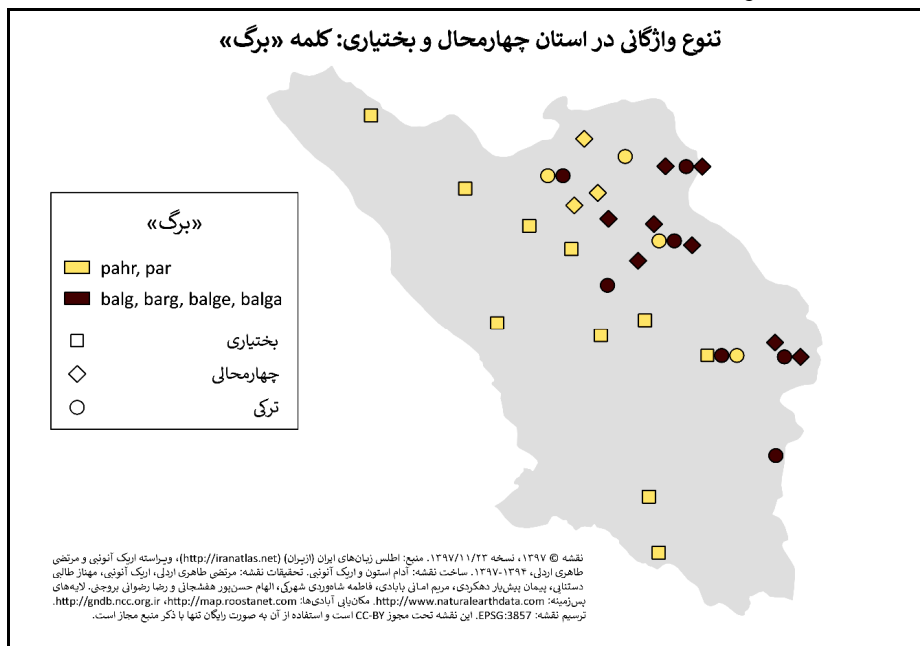 تنوع واژگانی در استان چهارمحال و بختیاری: کلمه «برگ»
«برگ»
pahr, par
balg, barg, balge, balga
بختیاری
چهارمحالی
ترکی
نقشه © ۱۳۹۷، نسخه ۱۳۹۷/۱۱/۲۳. منبع: اطلس زبان‌های ایران (ازیران) (http://iranatlas.net)، ویراسته اریک آنونبی و مرتضی
طاهری اردلی، ۱۳۹۴-۱۳۹۷. ساخت نقشه: آدام استون و اریک آنونبی. تحقیقات نقشه: مرتضی طاهری اردلی، اریک آنونبی، مهناز طالبی
دستنایی، پیمان پیش‌یار دهکردی، مریم امانی بابادی، فاطمه شاه‌وردی شهرکی، الهام حسن‌پور هفشجانی و رضا رضوانی بروجنی. لایه‌های
پس‌زمینه: http://www.naturalearthdata.com. مکان‌یابی آبادی‌ها: http://map.roostanet.com، http://gndb.ncc.org.ir.
ترسیم نقشه: EPSG:3857. این نقشه تحت مجوز CC-BY است و استفاده از آن به صورت رایگان تنها با ذکر منبع مجاز است.